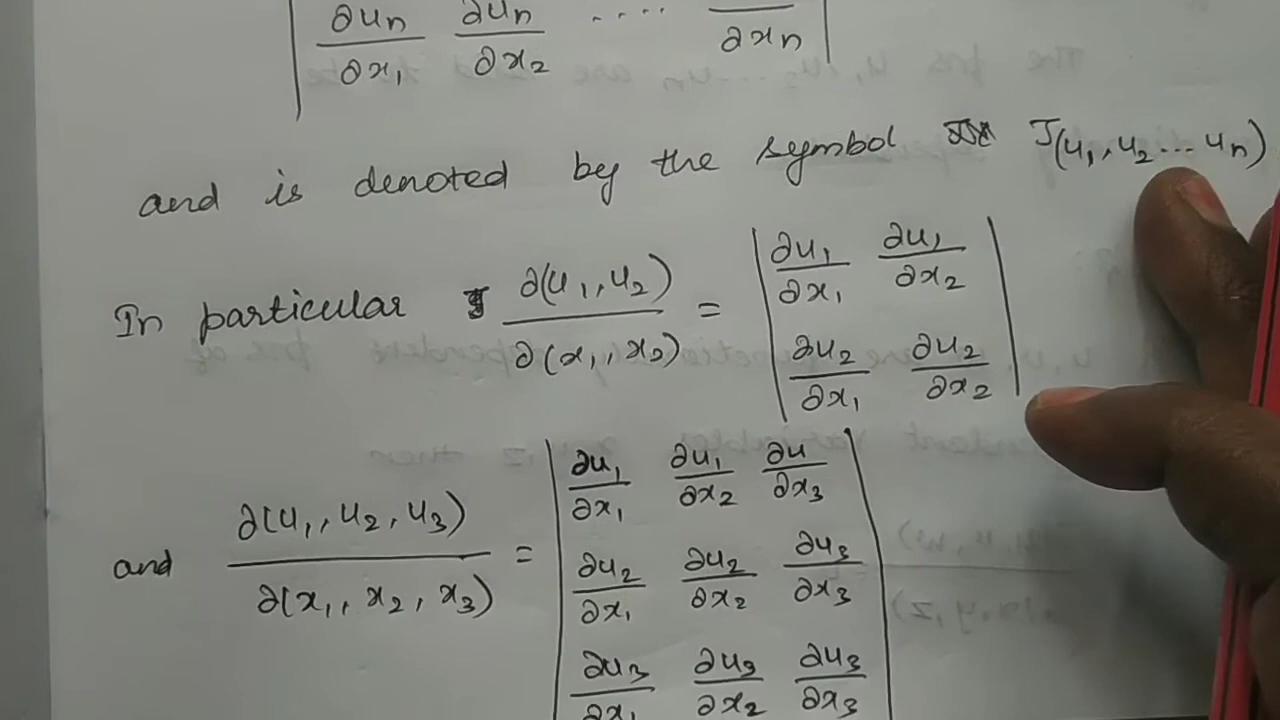 ∂uₙ/∂x₁ ∂uₙ/∂x₂ .... /∂xₙ
and is denoted by the symbol J(u₁, u₂ ... uₙ)
In particular ∂(u₁, u₂)/∂(x₁, x₂) = | ∂u₁/∂x₁ ∂u₁/∂x₂ |
| ∂u₂/∂x₁ ∂u₂/∂x₂ |
| ∂u₁/∂x₁ ∂u₁/∂x₂ ∂u/∂x₃ |
and ∂(u₁, u₂, u₃)/∂(x₁, x₂, x₃) = | ∂u₂/∂x₁ ∂u₂/∂x₂ ∂u₃/∂x₃ |
| ∂u₃/∂x₁ ∂u₃/∂x₂ ∂u₃/∂x₃ |